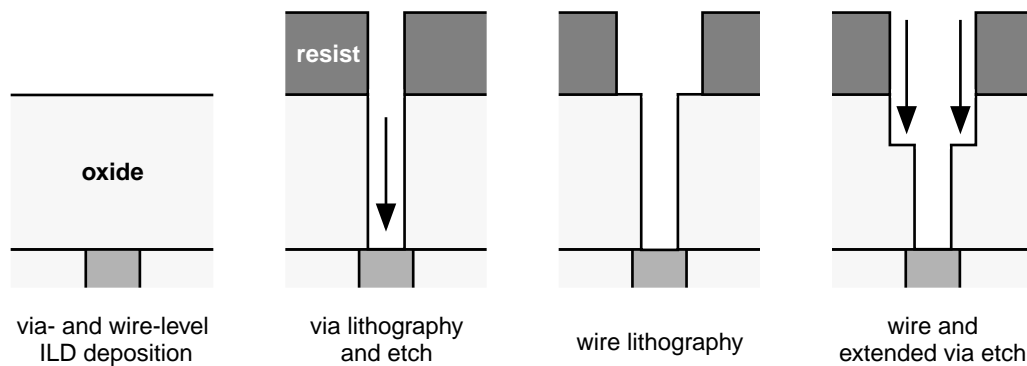 resist
oxide
via- and wire-level
ILD deposition
via lithography
and etch
wire lithography
wire and
extended via etch